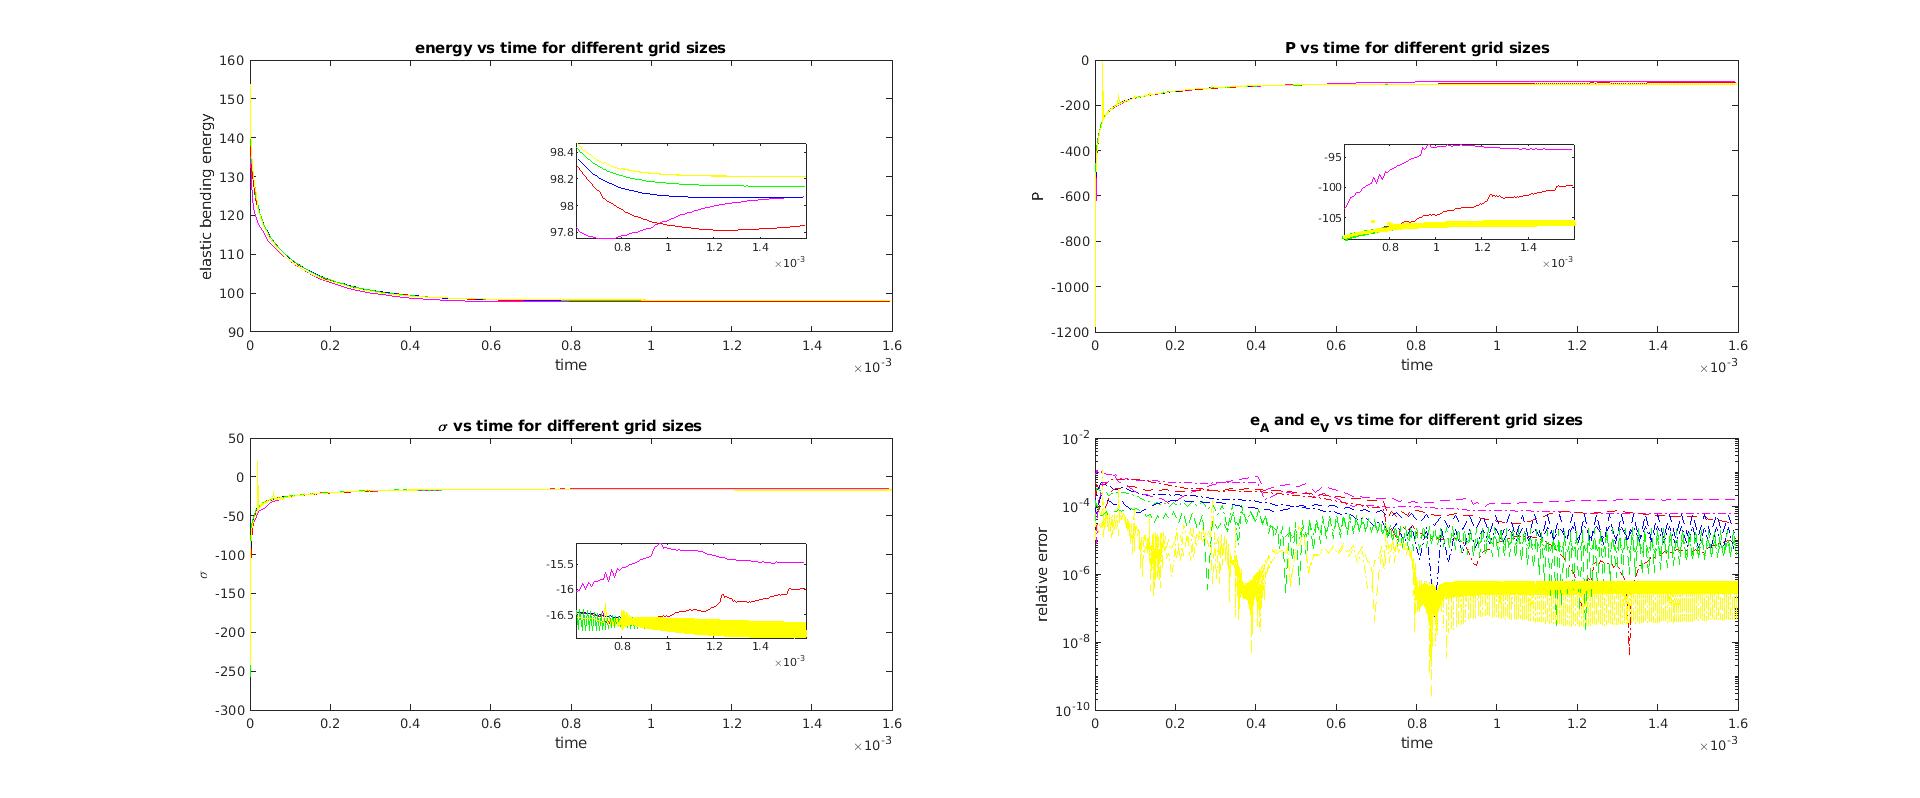 energy vs time for different grid sizes
elastic bending energy
160
150
140
130
120
110
100
90
0 0.2 0.4 0.6 0.8 1 1.2 1.4 1.6
time
×10-3
98.4
98.2
98
97.8
0.8 1 1.2 1.4
×10-3
P vs time for different grid sizes
P
0
-200
-400
-600
-800
-1000
-1200
0 0.2 0.4 0.6 0.8 1 1.2 1.4 1.6
time
×10-3
-95
-100
-105
0.8 1 1.2 1.4
×10-3
σ vs time for different grid sizes
σ
50
0
-50
-100
-150
-200
-250
-300
0 0.2 0.4 0.6 0.8 1 1.2 1.4 1.6
time
×10-3
-15.5
-16
-16.5
0.8 1 1.2 1.4
×10-3
eA and eV vs time for different grid sizes
relative error
10-2
10-4
10-6
10-8
10-10
0 0.2 0.4 0.6 0.8 1 1.2 1.4 1.6
time
×10-3